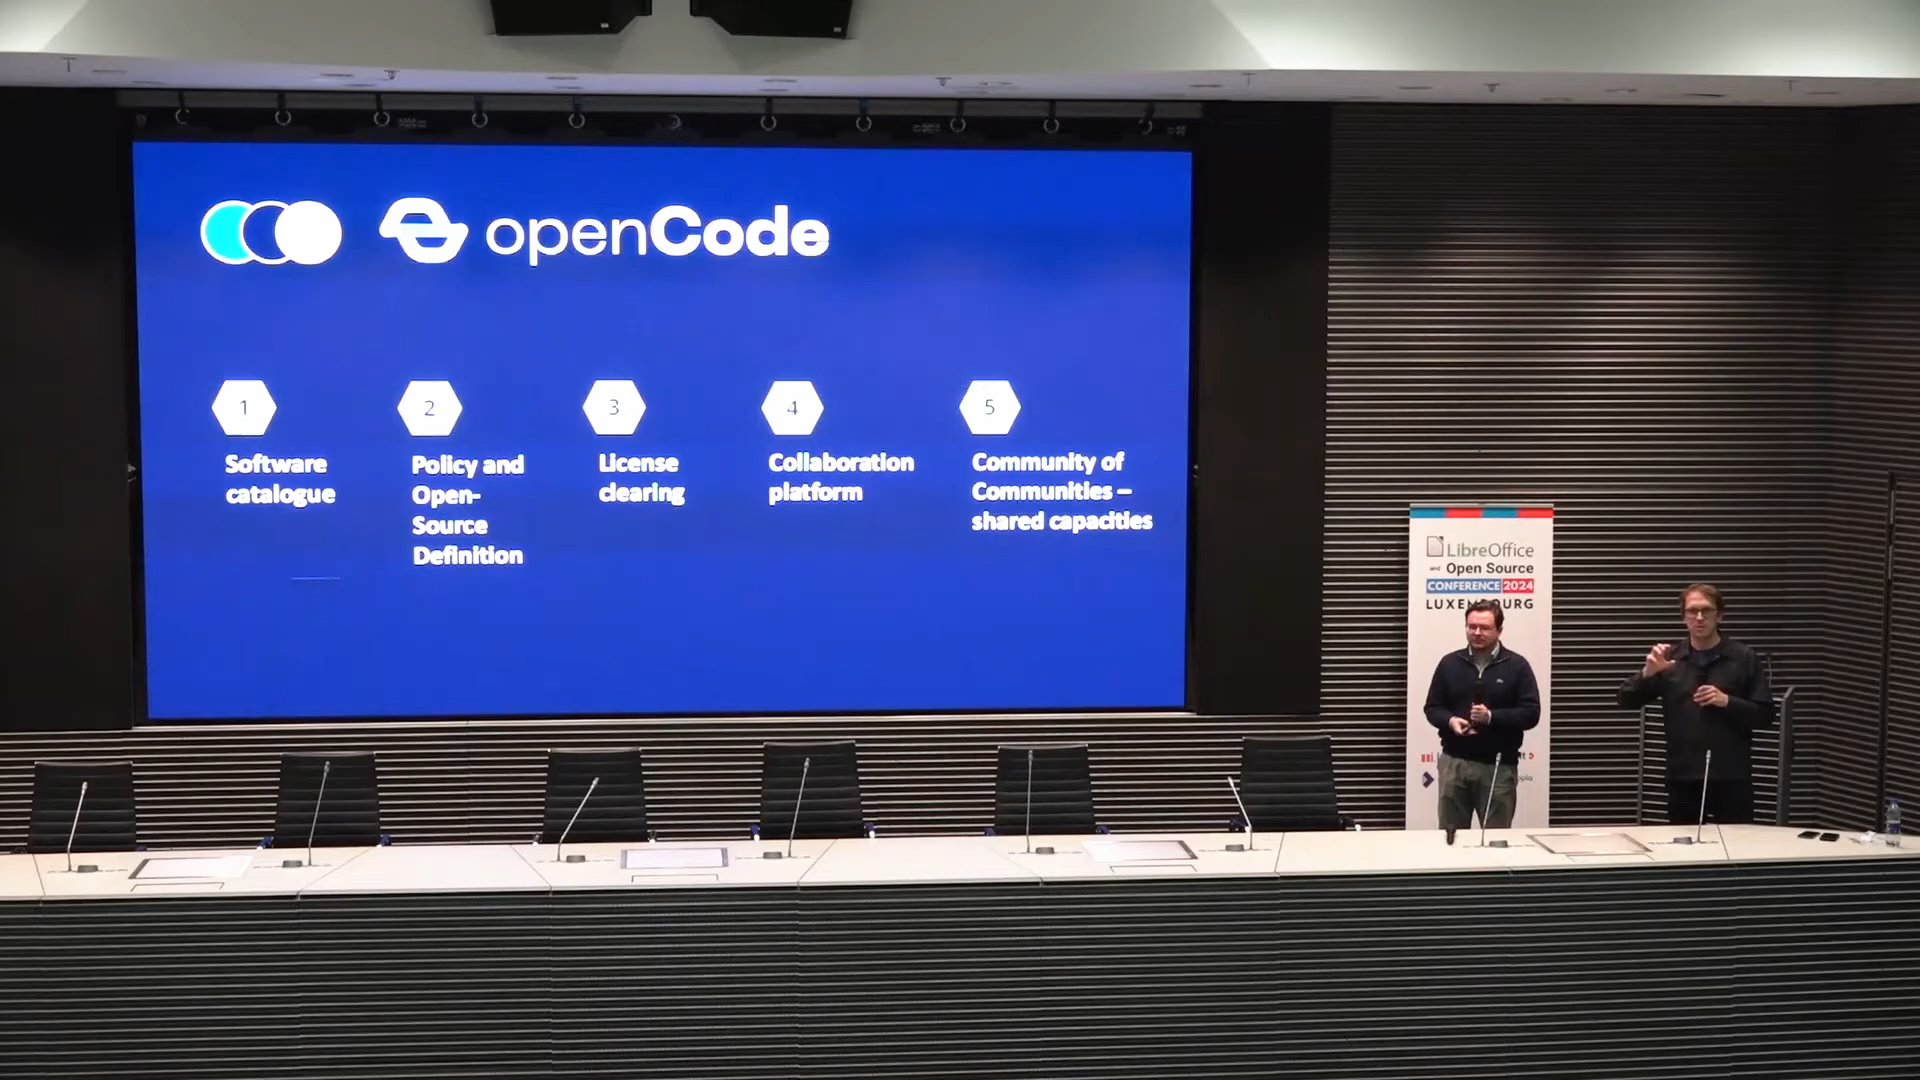 openCode
1
Software
catalogue
2
Policy and
Open-
Source
Definition
3
License
clearing
4
Collaboration
platform
5
Community of
Communities –
shared capacities
LibreOffice
and Open Source
CONFERENCE 2024